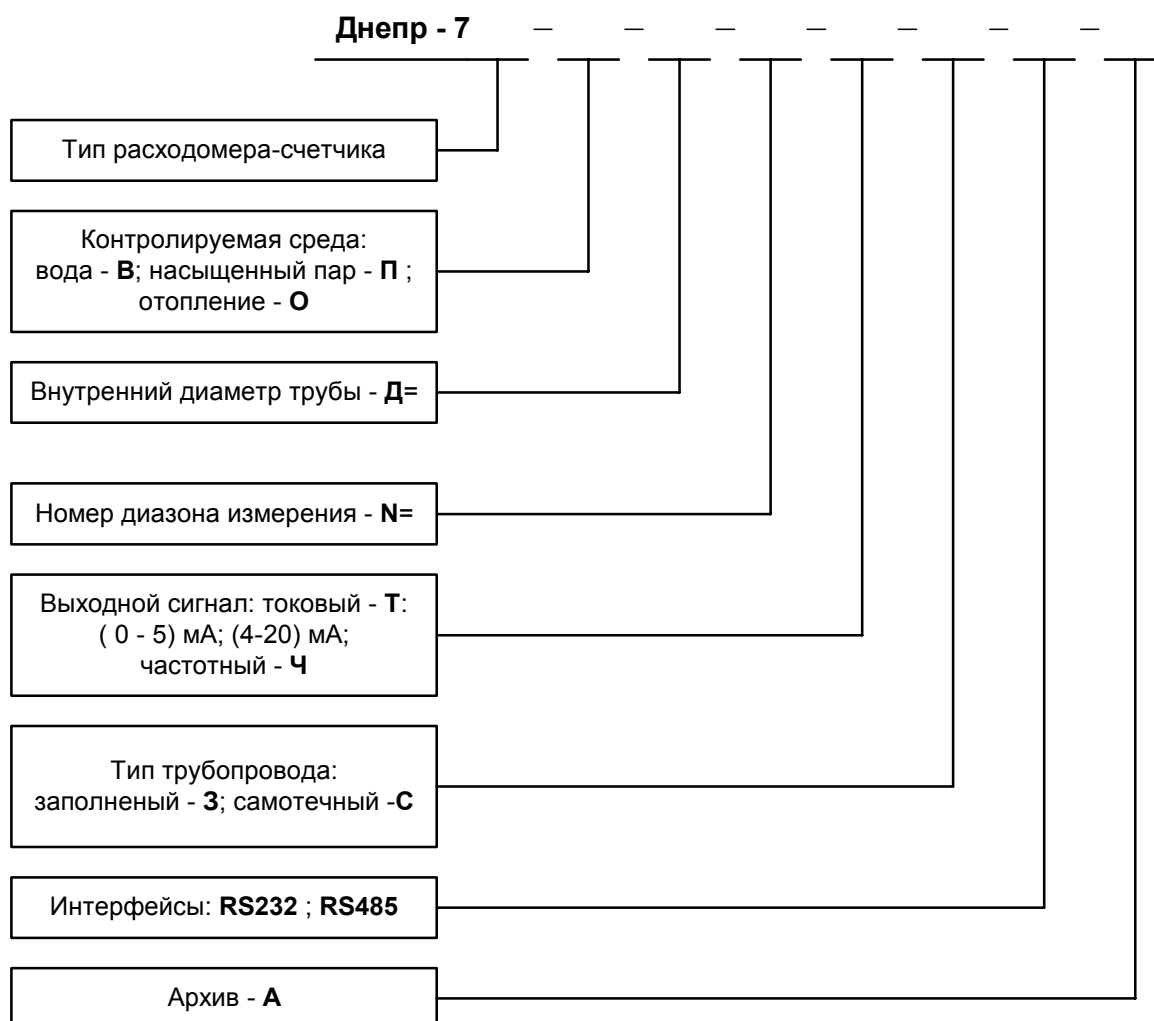 Днепр - 7 – – – – – – –
Тип расходомера-счетчика
Контролируемая среда:
вода - В; насыщенный пар - П ;
отопление - О
Внутренний диаметр трубы - Д=
Номер диазона измерения - N=
Выходной сигнал: токовый - Т:
( 0 - 5) мА; (4-20) мА;
частотный - Ч
Тип трубопровода:
заполненый - З; самотечный -С
Интерфейсы: RS232 ; RS485
Архив - А